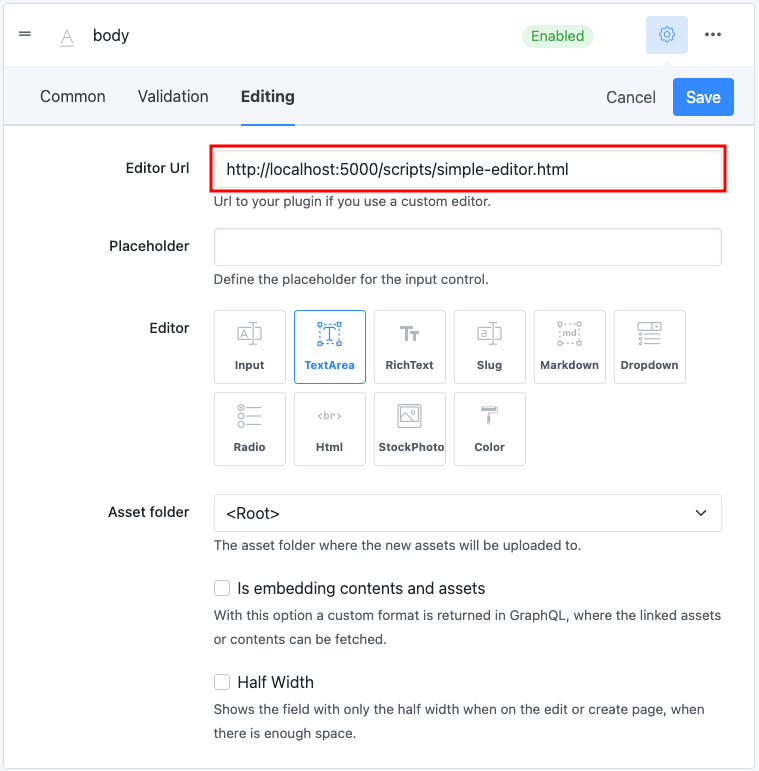 body
Enabled
Common Validation Editing Cancel Save
Editor Url http://localhost:5000/scripts/simple-editor.html
Url to your plugin if you use a custom editor.
Placeholder
Define the placeholder for the input control.
Editor
A Input
T TextArea
TT RichText
a Slug
md Markdown
Dropdown
Radio
<br> Html
StockPhoto
Color
Asset folder <Root>
The asset folder where the new assets will be uploaded to.
Is embedding contents and assets
With this option a custom format is returned in GraphQL, where the linked assets
or contents can be fetched.
Half Width
Shows the field with only the half width when on the edit or create page, when
there is enough space.